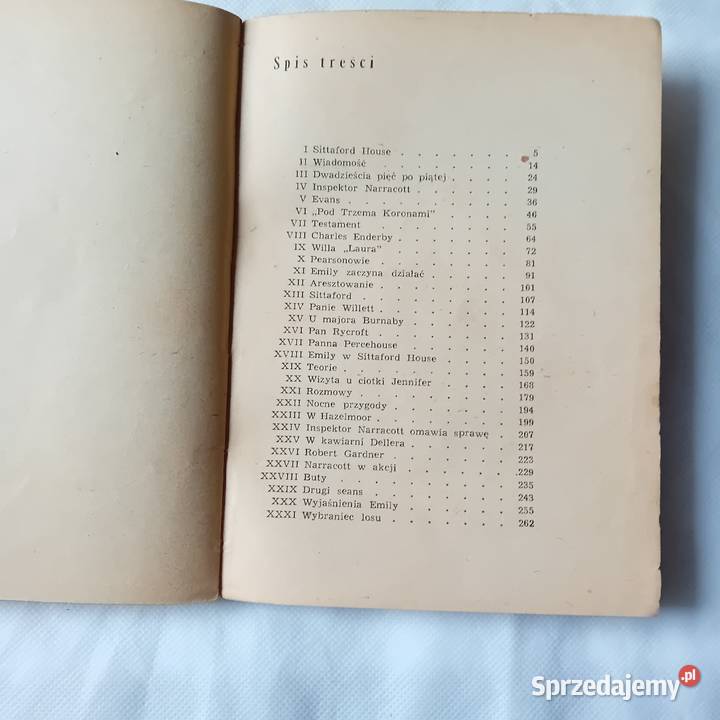 Spis treści
I Sittaford House . . . . . . . 5
II Wiadomość . . . . . . . 14
III Dwadzieścia pięć po piątej . . . . 24
IV Inspektor Narracott . . . . . . 29
V Evans . . . . . . . . 36
VI „Pod Trzema Koronami” . . . . 46
VII Testament . . . . . . . 55
VIII Charles Enderby . . . . . . 64
IX Willa „Laura” . . . . . . 72
X Pearsonowie . . . . . . . 81
XI Emily zaczyna działać . . . . . 91
XII Aresztowanie . . . . . . . 101
XIII Sittaford . . . . . . . . 107
XIV Panie Willett . . . . . . . 114
XV U majora Burnaby . . . . . . 122
XVI Pan Rycroft . . . . . . . 131
XVII Panna Percehouse . . . . . . 140
XVIII Emily w Sittaford House . . . . . 150
XIX Teorie . . . . . . . . 159
XX Wizyta u ciotki Jennifer . . . . . 168
XXI Rozmowy . . . . . . . 179
XXII Nocne przygody . . . . . . 194
XXIII W Hazelmoor . . . . . . . 199
XXIV Inspektor Narracott omawia sprawę . . 207
XXV W kawiarni Dellera . . . . . 217
XXVI Robert Gardner . . . . . . 223
XXVII Narracott w akcji . . . . . . 229
XXVIII Buty . . . . . . . . 235
XXIX Drugi seans . . . . . . . 243
XXX Wyjaśnienia Emily . . . . . . 255
XXXI Wybraniec losu . . . . . . 262
Sprzedajemy.pl